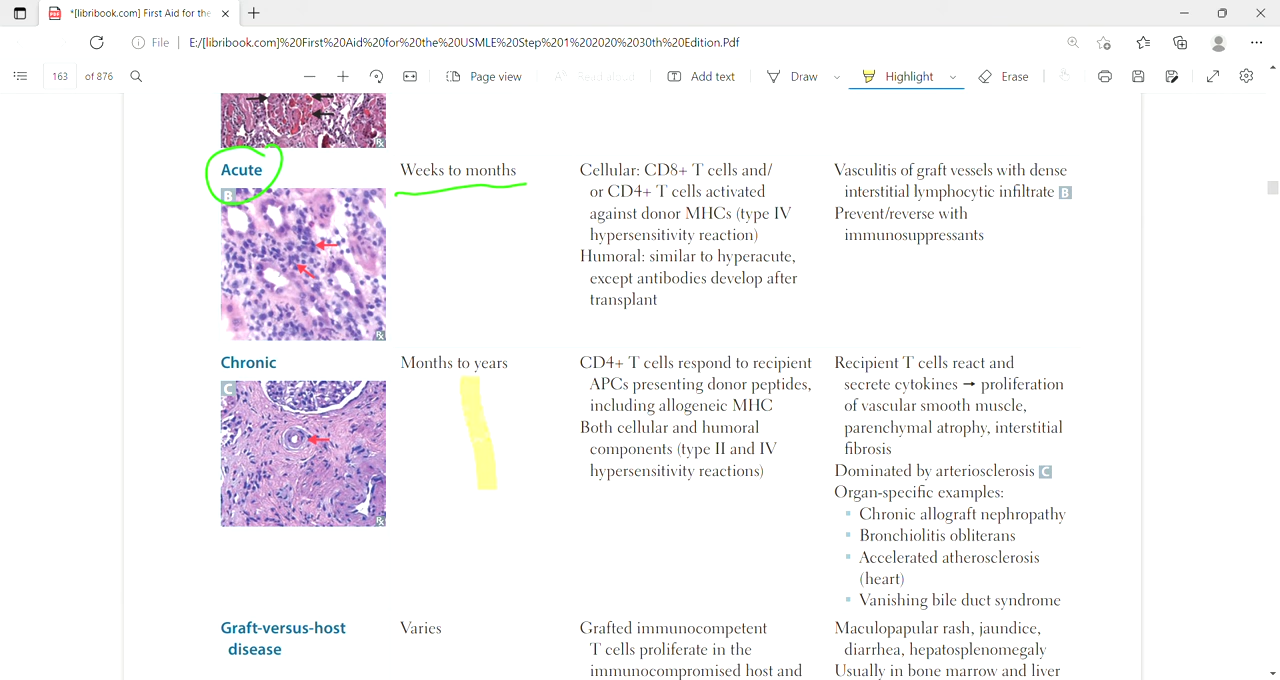 *[libribook.com] First Aid for the
File
E:/[libribook.com]%20First%20Aid%20for%20the%20USMLE%20Step%201%202020%2030th%20Edition.Pdf
163 of 876
Page view
Read aloud
Add text
Draw
Highlight
Erase
Acute
Weeks to months
Cellular: CD8+ T cells and/
or CD4+ T cells activated
against donor MHCs (type IV
hypersensitivity reaction)
Humoral: similar to hyperacute,
except antibodies develop after
transplant
Vasculitis of graft vessels with dense
interstitial lymphocytic infiltrate B
Prevent/reverse with
immunosuppressants
B
Chronic
Months to years
CD4+ T cells respond to recipient
APCs presenting donor peptides,
including allogeneic MHC
Both cellular and humoral
components (type II and IV
hypersensitivity reactions)
Recipient T cells react and
secrete cytokines → proliferation
of vascular smooth muscle,
parenchymal atrophy, interstitial
fibrosis
Dominated by arteriosclerosis C
Organ-specific examples:
▪ Chronic allograft nephropathy
▪ Bronchiolitis obliterans
▪ Accelerated atherosclerosis
(heart)
▪ Vanishing bile duct syndrome
C
Graft-versus-host
disease
Varies
Grafted immunocompetent
T cells proliferate in the
immunocompromised host and
Maculopapular rash, jaundice,
diarrhea, hepatosplenomegaly
Usually in bone marrow and liver